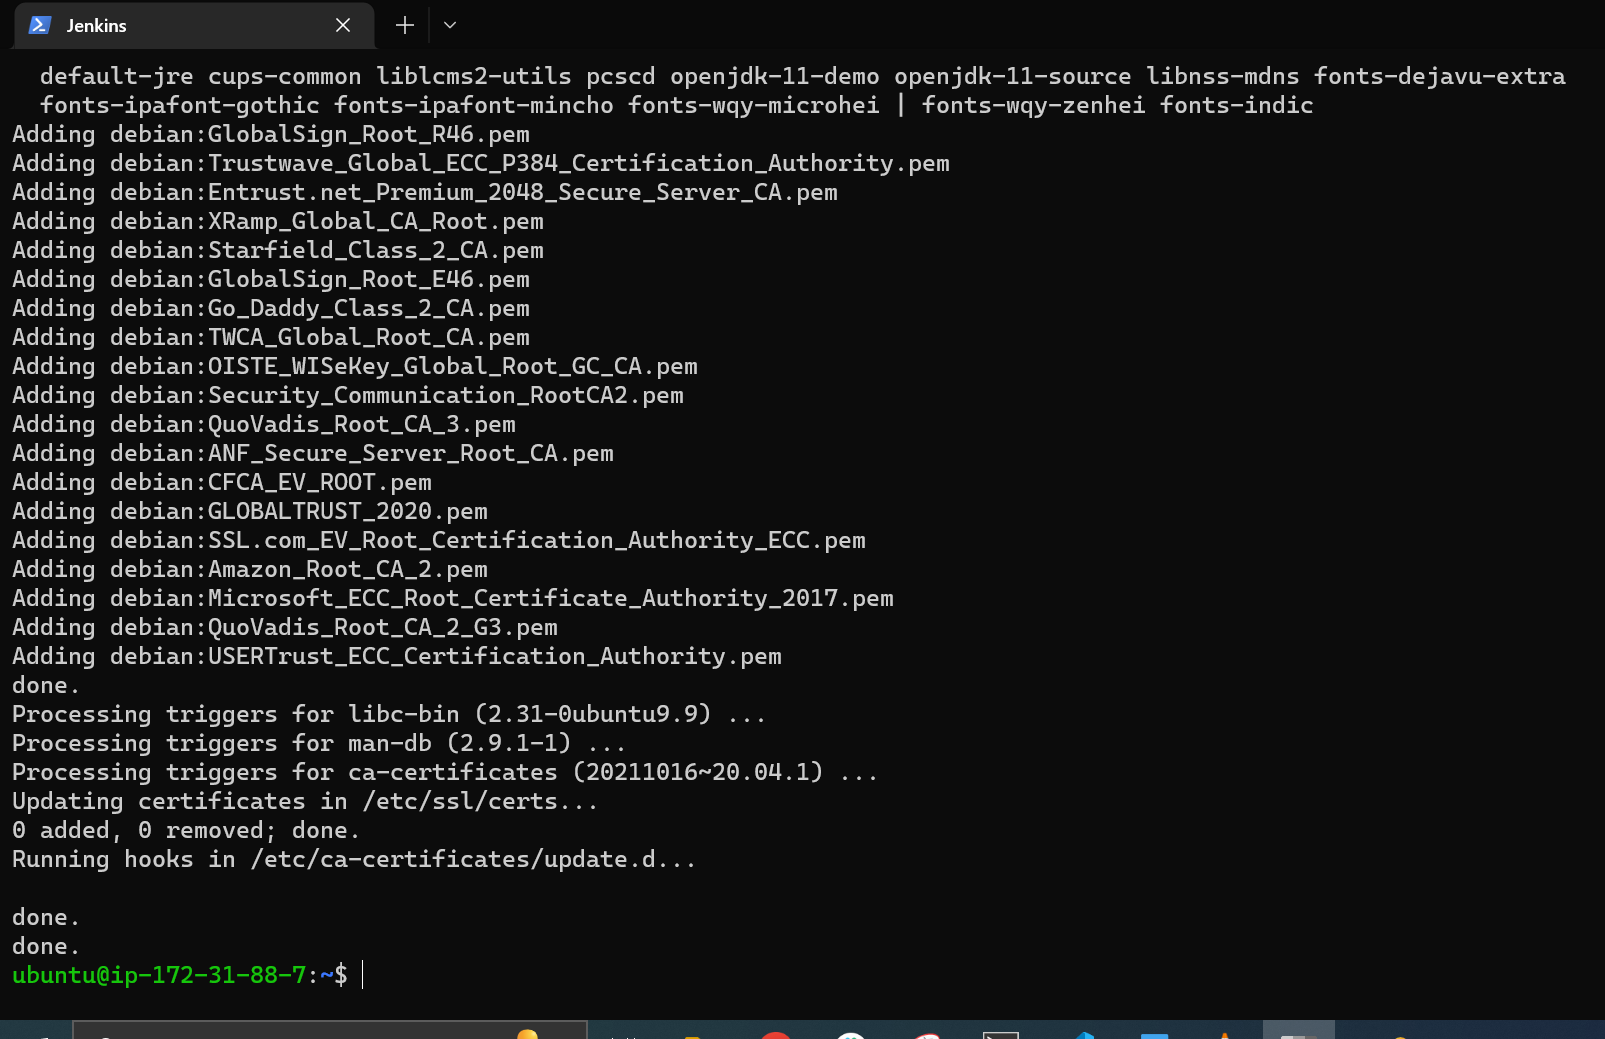 Jenkins
default-jre cups-common liblcms2-utils pcscd openjdk-11-demo openjdk-11-source libnss-mdns fonts-dejavu-extra
fonts-ipafont-gothic fonts-ipafont-mincho fonts-wqy-microhei | fonts-wqy-zenhei fonts-indic
Adding debian:GlobalSign_Root_R46.pem
Adding debian:Trustwave_Global_ECC_P384_Certification_Authority.pem
Adding debian:Entrust.net_Premium_2048_Secure_Server_CA.pem
Adding debian:XRamp_Global_CA_Root.pem
Adding debian:Starfield_Class_2_CA.pem
Adding debian:GlobalSign_Root_E46.pem
Adding debian:Go_Daddy_Class_2_CA.pem
Adding debian:TWCA_Global_Root_CA.pem
Adding debian:OISTE_WISeKey_Global_Root_GC_CA.pem
Adding debian:Security_Communication_RootCA2.pem
Adding debian:QuoVadis_Root_CA_3.pem
Adding debian:ANF_Secure_Server_Root_CA.pem
Adding debian:CFCA_EV_ROOT.pem
Adding debian:GLOBALTRUST_2020.pem
Adding debian:SSL.com_EV_Root_Certification_Authority_ECC.pem
Adding debian:Amazon_Root_CA_2.pem
Adding debian:Microsoft_ECC_Root_Certificate_Authority_2017.pem
Adding debian:QuoVadis_Root_CA_2_G3.pem
Adding debian:USERTrust_ECC_Certification_Authority.pem
done.
Processing triggers for libc-bin (2.31-0ubuntu9.9) ...
Processing triggers for man-db (2.9.1-1) ...
Processing triggers for ca-certificates (20211016~20.04.1) ...
Updating certificates in /etc/ssl/certs...
0 added, 0 removed; done.
Running hooks in /etc/ca-certificates/update.d...
done.
done.
ubuntu@ip-172-31-88-7:~$